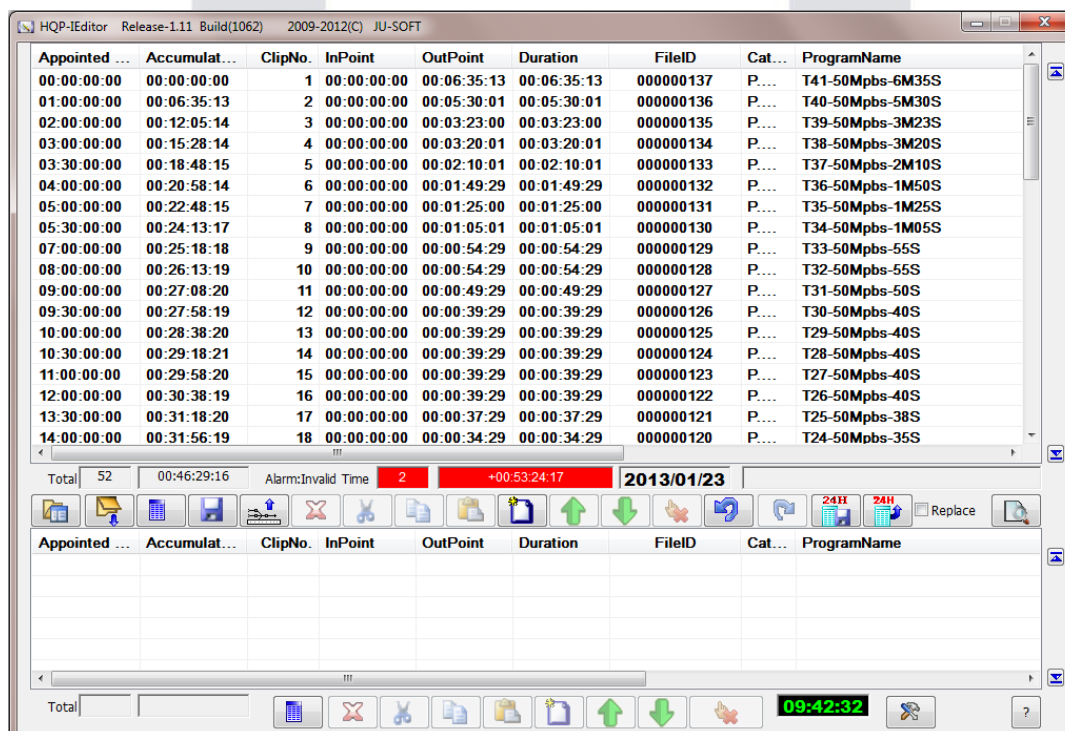 HQP-IEditor Release-1.11 Build(1062) 2009-2012(C) JU-SOFT
Appointed ... Accumulat... ClipNo. InPoint OutPoint Duration FileID Cat... ProgramName
00:00:00:00 00:00:00:00 1 00:00:00:00 00:06:35:13 00:06:35:13 000000137 P.... T41-50Mpbs-6M35S
01:00:00:00 00:06:35:13 2 00:00:00:00 00:05:30:01 00:05:30:01 000000136 P.... T40-50Mpbs-5M30S
02:00:00:00 00:12:05:14 3 00:00:00:00 00:03:23:00 00:03:23:00 000000135 P.... T39-50Mpbs-3M23S
03:00:00:00 00:15:28:14 4 00:00:00:00 00:03:20:01 00:03:20:01 000000134 P.... T38-50Mpbs-3M20S
03:30:00:00 00:18:48:15 5 00:00:00:00 00:02:10:01 00:02:10:01 000000133 P.... T37-50Mpbs-2M10S
04:00:00:00 00:20:58:14 6 00:00:00:00 00:01:49:29 00:01:49:29 000000132 P.... T36-50Mpbs-1M50S
05:00:00:00 00:22:48:15 7 00:00:00:00 00:01:25:00 00:01:25:00 000000131 P.... T35-50Mpbs-1M25S
05:30:00:00 00:24:13:17 8 00:00:00:00 00:01:05:01 00:01:05:01 000000130 P.... T34-50Mpbs-1M05S
07:00:00:00 00:25:18:18 9 00:00:00:00 00:00:54:29 00:00:54:29 000000129 P.... T33-50Mpbs-55S
08:00:00:00 00:26:13:19 10 00:00:00:00 00:00:54:29 00:00:54:29 000000128 P.... T32-50Mpbs-55S
09:00:00:00 00:27:08:20 11 00:00:00:00 00:00:49:29 00:00:49:29 000000127 P.... T31-50Mpbs-50S
09:30:00:00 00:27:58:19 12 00:00:00:00 00:00:39:29 00:00:39:29 000000126 P.... T30-50Mpbs-40S
10:00:00:00 00:28:38:20 13 00:00:00:00 00:00:39:29 00:00:39:29 000000125 P.... T29-50Mpbs-40S
10:30:00:00 00:29:18:21 14 00:00:00:00 00:00:39:29 00:00:39:29 000000124 P.... T28-50Mpbs-40S
11:00:00:00 00:29:58:20 15 00:00:00:00 00:00:39:29 00:00:39:29 000000123 P.... T27-50Mpbs-40S
12:00:00:00 00:30:38:19 16 00:00:00:00 00:00:39:29 00:00:39:29 000000122 P.... T26-50Mpbs-40S
13:30:00:00 00:31:18:20 17 00:00:00:00 00:00:37:29 00:00:37:29 000000121 P.... T25-50Mpbs-38S
14:00:00:00 00:31:56:19 18 00:00:00:00 00:00:34:29 00:00:34:29 000000120 P.... T24-50Mpbs-35S
Total 52 00:46:29:16 Alarm:Invalid Time 2 +00:53:24:17 2013/01/23
24H 24H Replace
Appointed ... Accumulat... ClipNo. InPoint OutPoint Duration FileID Cat... ProgramName
Total 09:42:32 ?